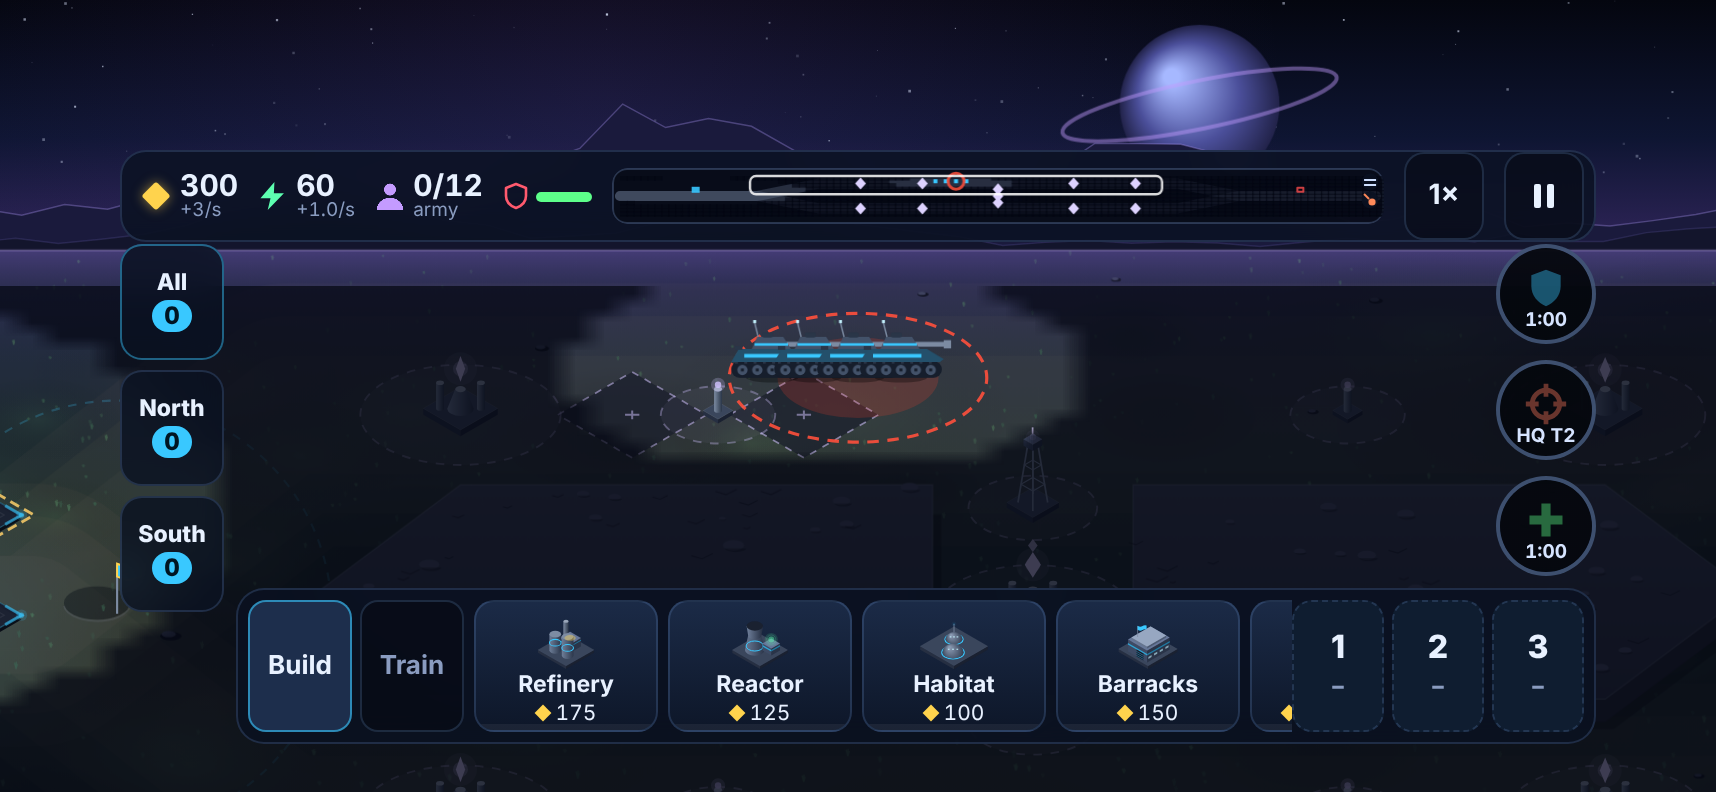 300
+3/s
60
+1.0/s
0/12
army
1×
All
0
North
0
South
0
1:00
HQ T2
1:00
Build
Train
Refinery
175
Reactor
125
Habitat
100
Barracks
150
1
–
2
–
3
–